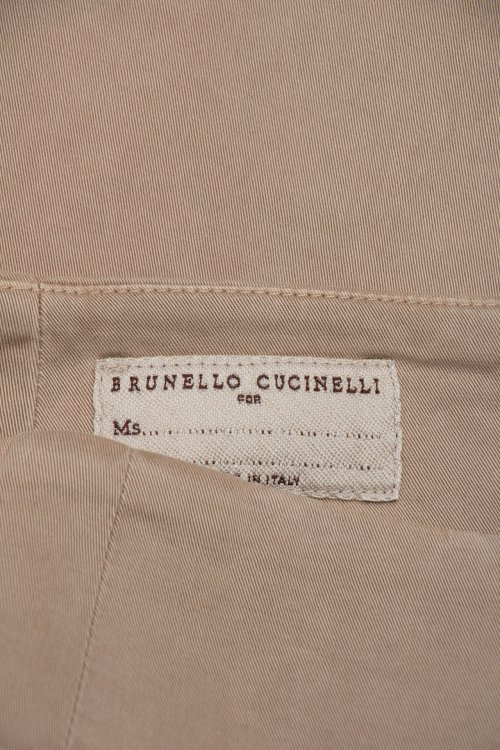 BRUNELLO CUCINELLI
FOR
Ms.
IN ITALY